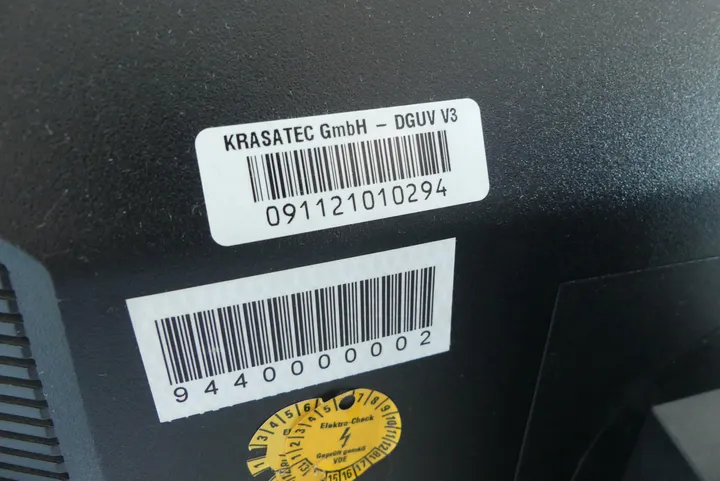 KRASATEC GmbH – DGUV V3
091121010294
9440000002
Elektro-Check
Geprüft gemäß
VDE